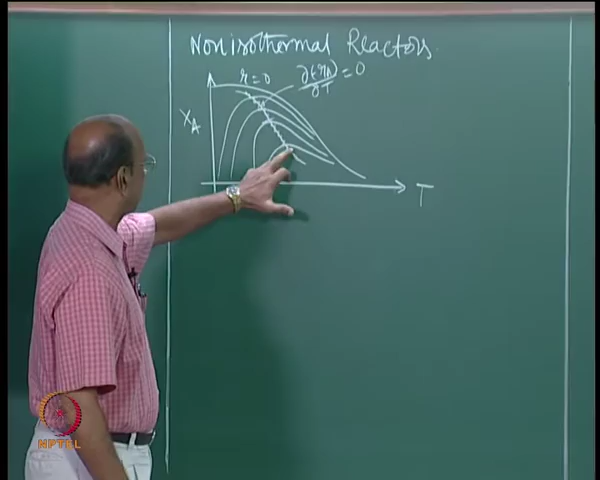 Nonisothermal Reactors.
r=0 ∂(-rA)/∂T = 0
XA
T
NPTEL